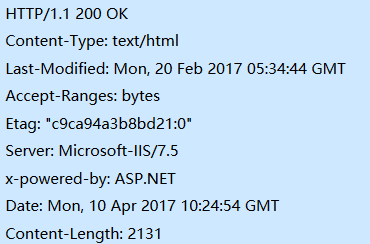 HTTP/1.1 200 OK
Content-Type: text/html
Last-Modified: Mon, 20 Feb 2017 05:34:44 GMT
Accept-Ranges: bytes
Etag: "c9ca94a3b8bd21:0"
Server: Microsoft-IIS/7.5
x-powered-by: ASP.NET
Date: Mon, 10 Apr 2017 10:24:54 GMT
Content-Length: 2131